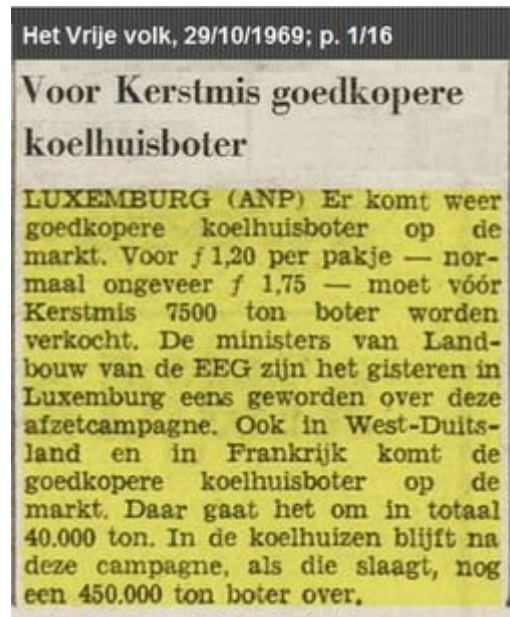 Het Vrije volk, 29/10/1969; p. 1/16
Voor Kerstmis goedkopere
koelhuisboter
LUXEMBURG (ANP) Er komt weer
goedkopere koelhuisboter op de
markt. Voor ƒ 1,20 per pakje — nor-
maal ongeveer ƒ 1,75 — moet vóór
Kerstmis 7500 ton boter worden
verkocht. De ministers van Land-
bouw van de EEG zijn het gisteren in
Luxemburg eens geworden over deze
afzetcampagne. Ook in West-Duits-
land en in Frankrijk komt de
goedkopere koelhuisboter op de
markt. Daar gaat het om in totaal
40.000 ton. In de koelhuizen blijft na
deze campagne, als die slaagt, nog
een 450.000 ton boter over.